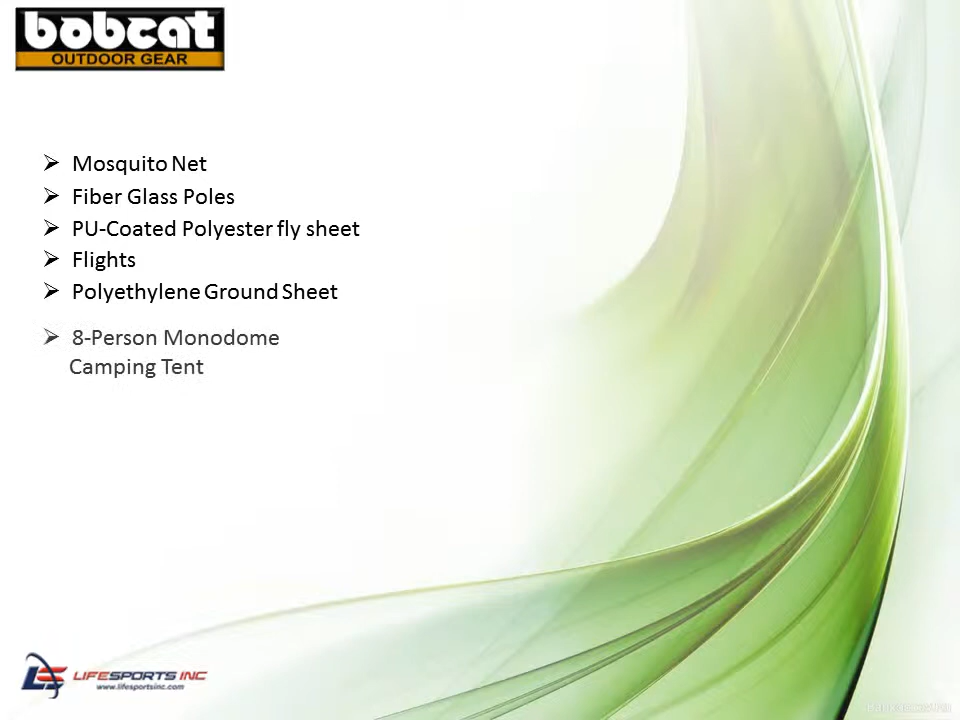 bobcat
OUTDOOR GEAR
➢ Mosquito Net
➢ Fiber Glass Poles
➢ PU-Coated Polyester fly sheet
➢ Flights
➢ Polyethylene Ground Sheet
➢ 8-Person Monodome
Camping Tent
LIFESPORTS INC
www.lifesportsinc.com